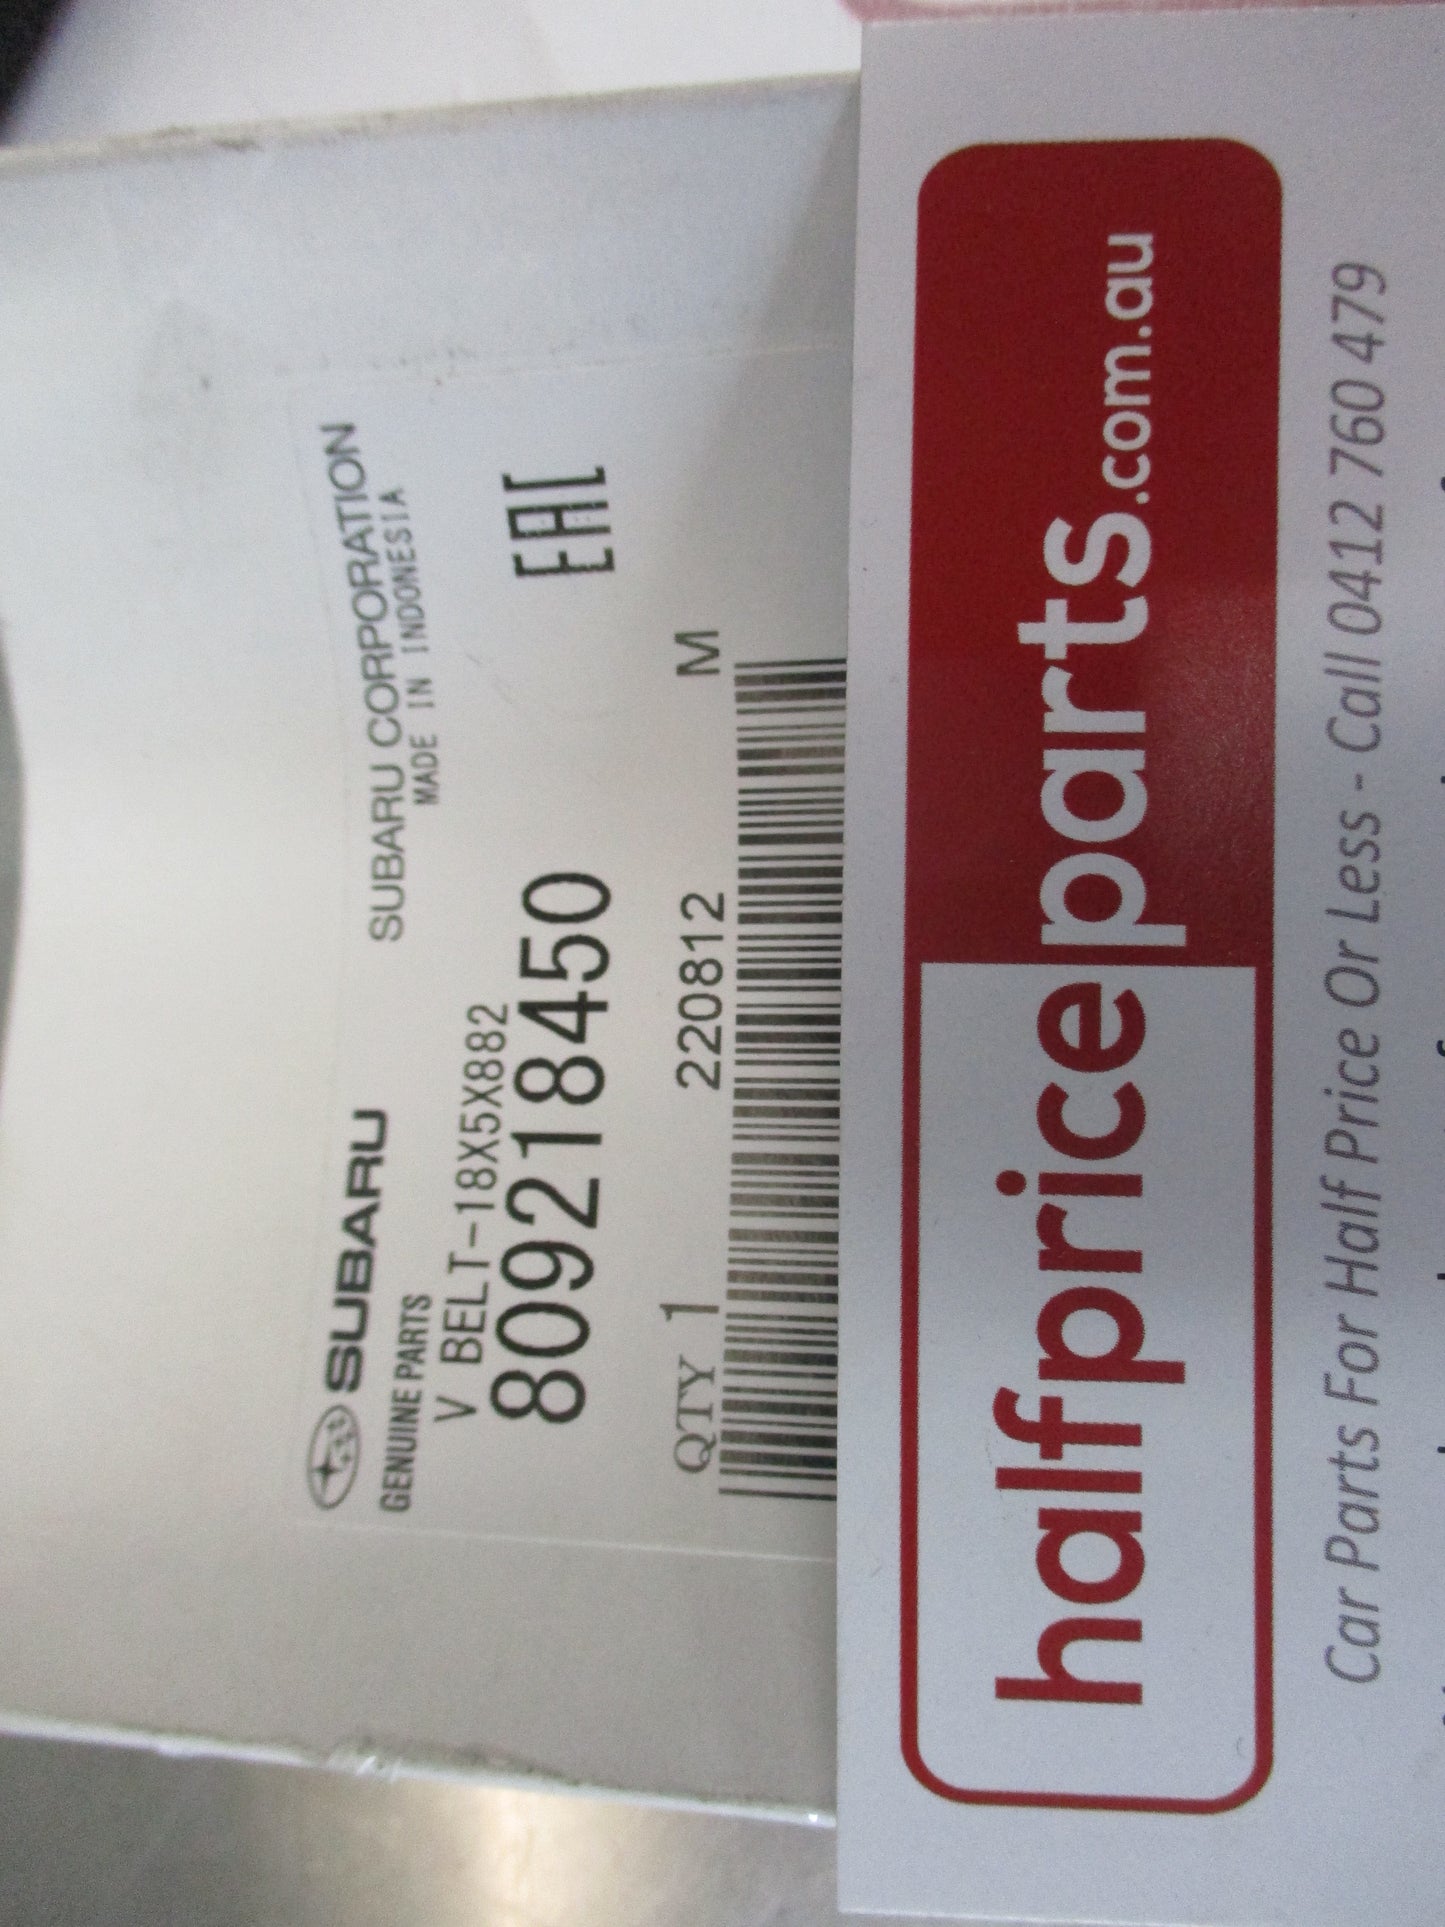 SUBARU
SUBARU CORPORATION
GENUINE PARTS
MADE IN INDONESIA
V BELT-18X5X882
809218450
EAC
QTY 1
220812
M
halfpriceparts.com.au
Car Parts For Half Price Or Less - Call 0412 760 479